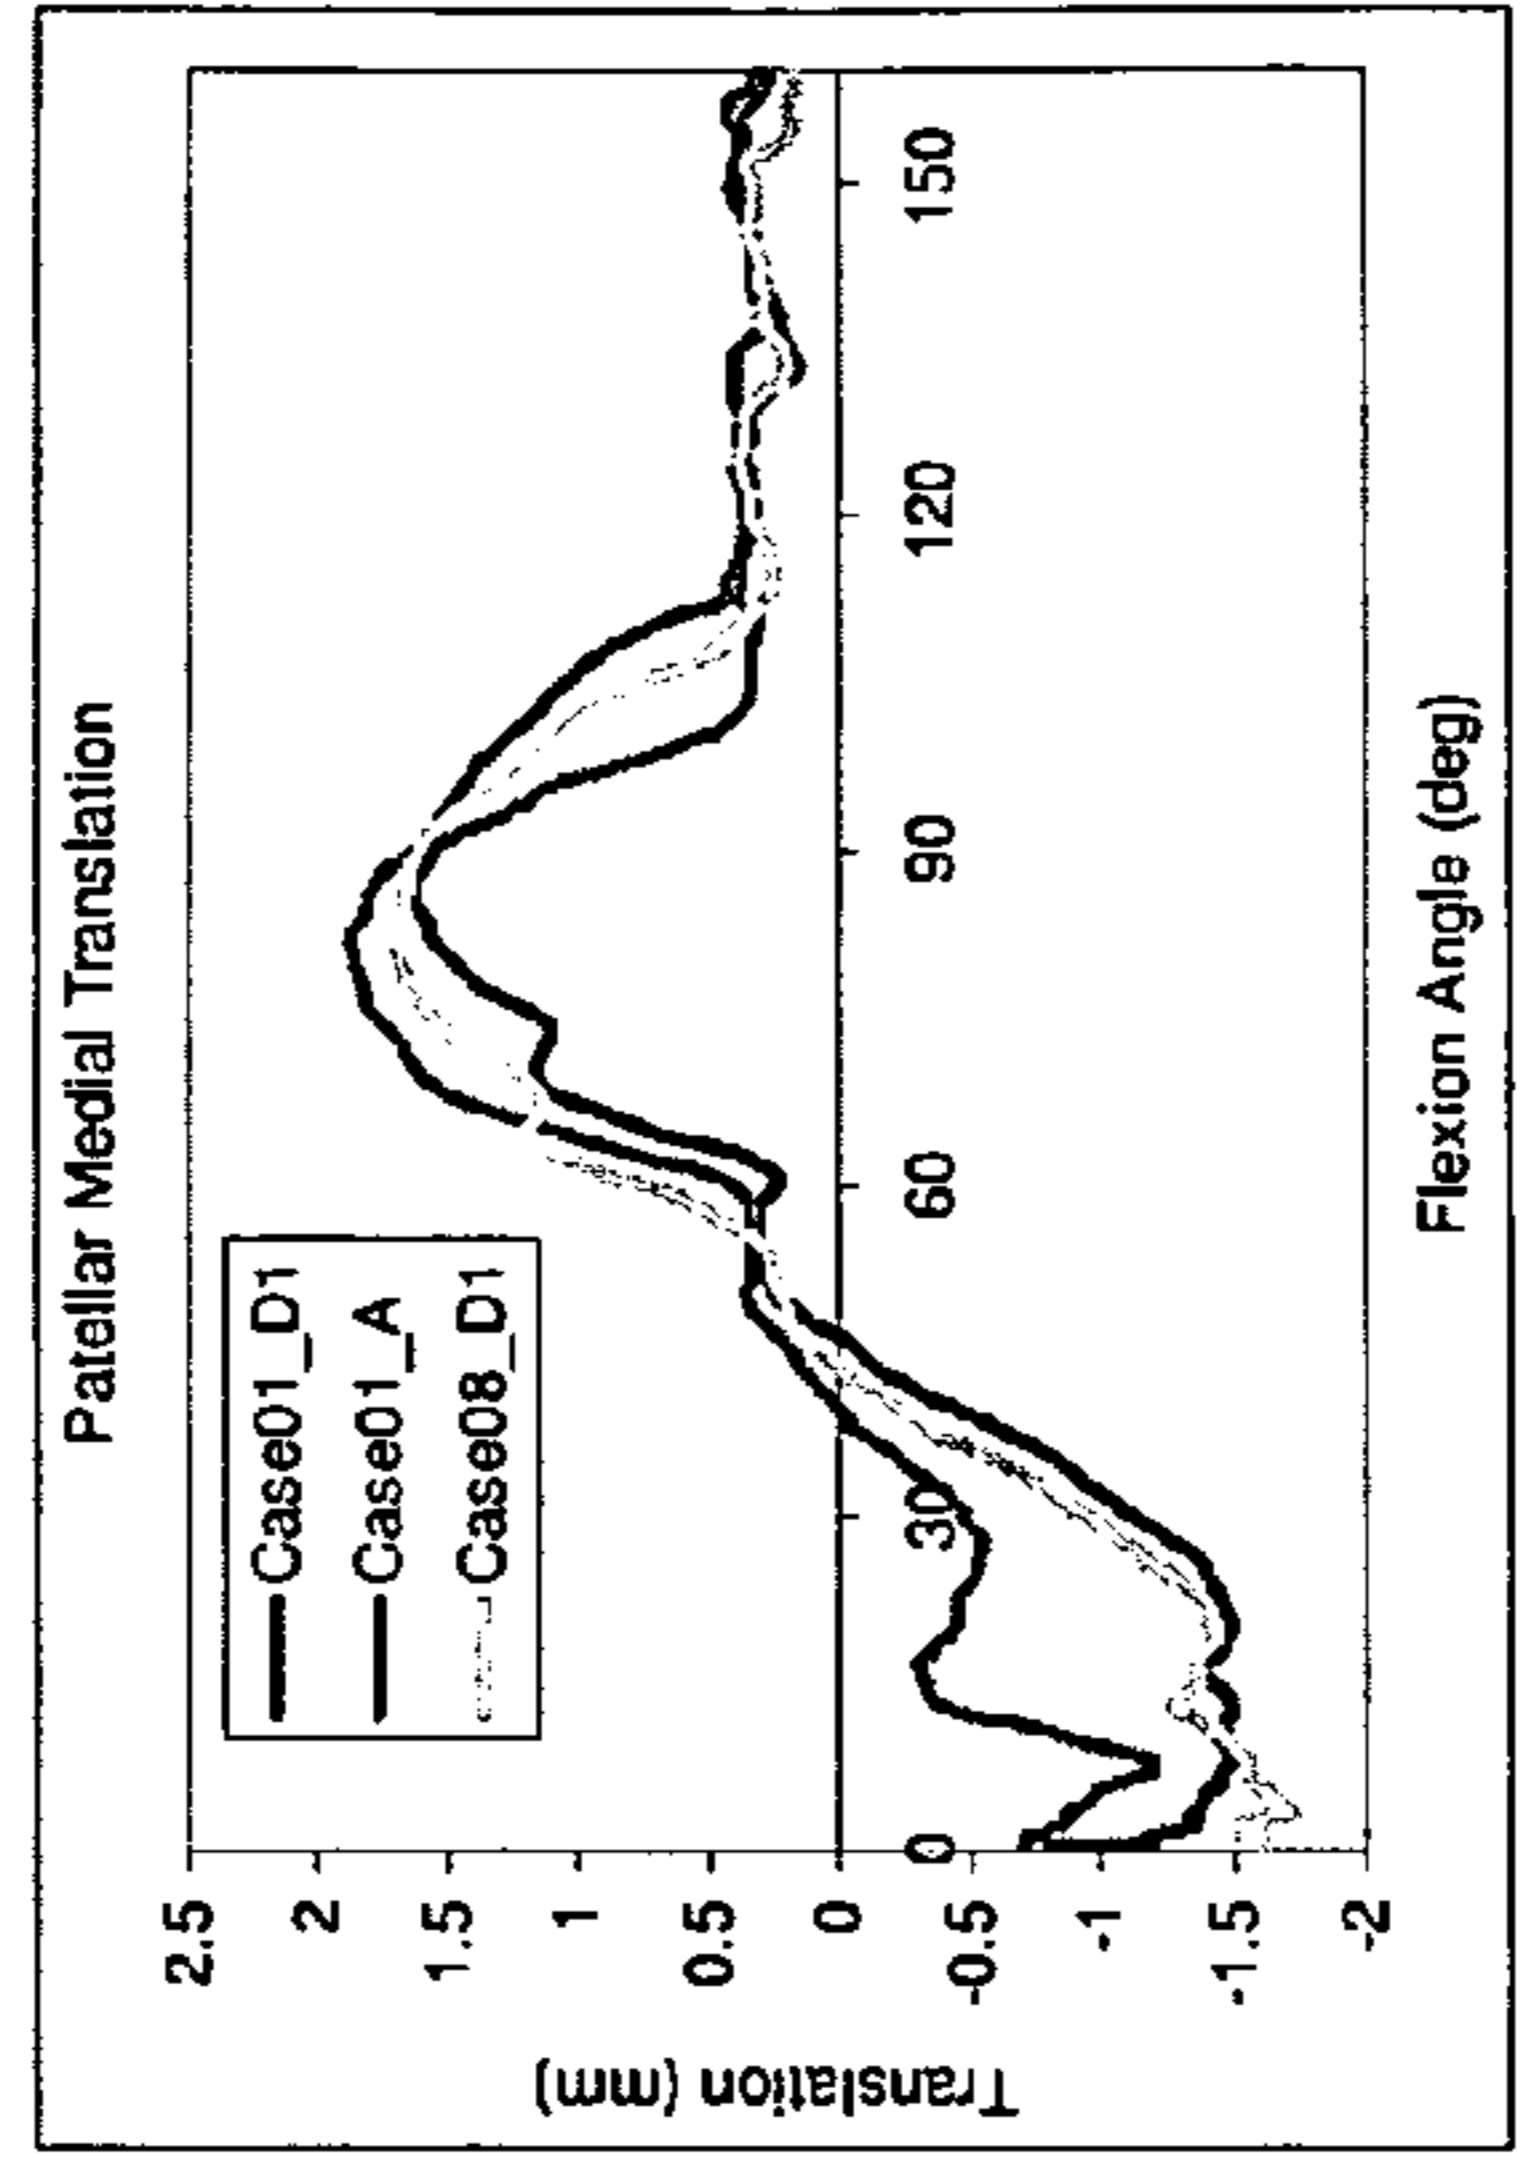 Patellar Medial Translation
Case01_D1
Case01_A
Case08_D1
2.5
2
1.5
1
0.5
0
-0.5
-1
-1.5
-2
0
30
60
90
120
150
Translation (mm)
Flexion Angle (deg)